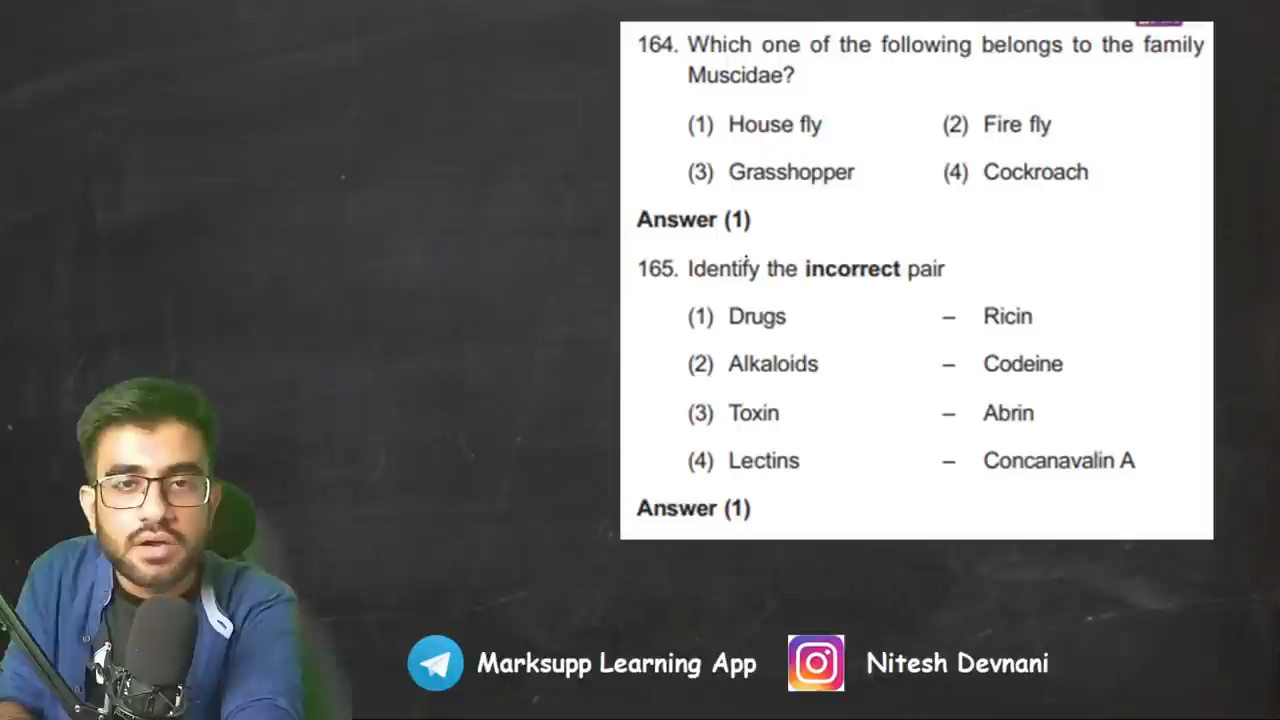 164. Which one of the following belongs to the family
Muscidae?
(1) House fly (2) Fire fly
(3) Grasshopper (4) Cockroach
Answer (1)
165. Identify the incorrect pair
(1) Drugs – Ricin
(2) Alkaloids – Codeine
(3) Toxin – Abrin
(4) Lectins – Concanavalin A
Answer (1)
Marksupp Learning App Nitesh Devnani